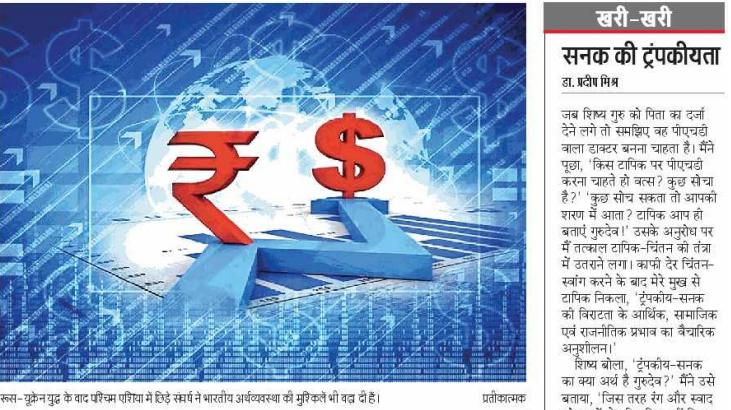 रूस-यूक्रेन युद्ध के बाद पश्चिम एशिया में छिड़े संघर्ष ने भारतीय अर्थव्यवस्था की मुश्किलें भी बढ़ा दी हैं।
प्रतीकात्मक
खरी-खरी
सनक की ट्रंपकीयता
डा. प्रदीप मिश्र
जब शिष्य गुरु को पिता का दर्जा
देने लगे तो समझिए वह पीएचडी
वाला डाक्टर बनना चाहता है। मैंने
पूछा, 'किस टापिक पर पीएचडी
करना चाहते हो वत्स? कुछ सोचा
है?' 'कुछ सोच सकता तो आपकी
शरण में आता? टापिक आप ही
बताएं गुरुदेव!' उसके अनुरोध पर
मैं तत्काल टापिक-चिंतन की तंत्रा
में उतराने लगा। काफी देर चिंतन-
स्वांग करने के बाद मेरे मुख से
टापिक निकला, 'ट्रंपकीय-सनक
की विराटता के आर्थिक, सामाजिक
एवं राजनीतिक प्रभाव का वैचारिक
अनुशीलन।'
शिष्य बोला, 'ट्रंपकीय-सनक
का क्या अर्थ है गुरुदेव?' मैंने उसे
बताया, 'जिस तरह रंग और स्वाद